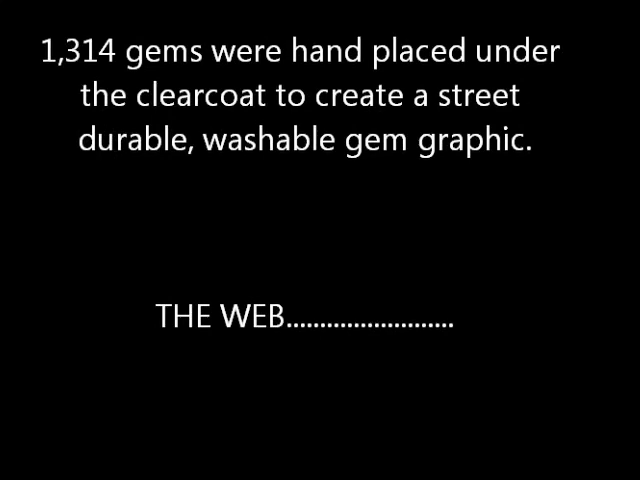 1,314 gems were hand placed under
the clearcoat to create a street
durable, washable gem graphic.
THE WEB.........................